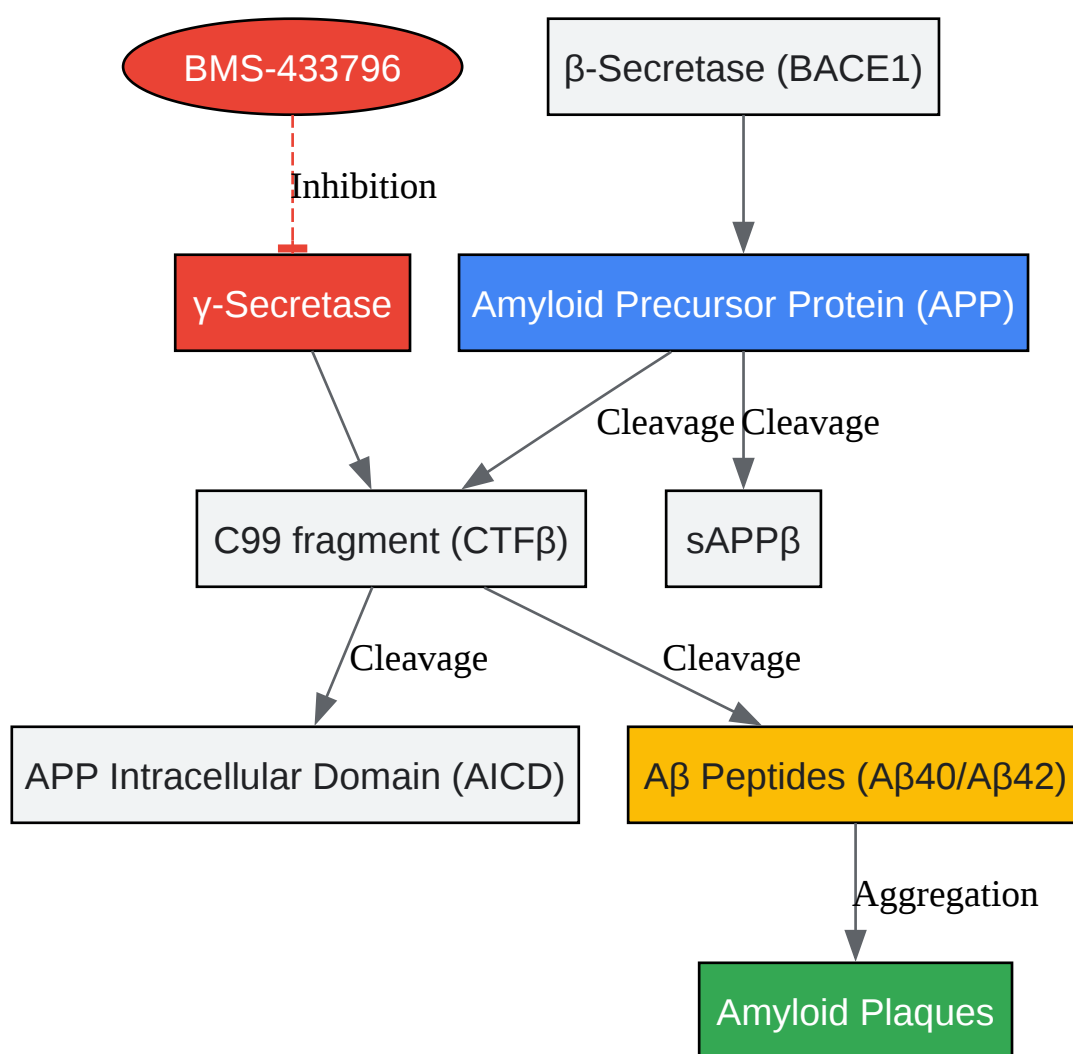 BMS-433796
β-Secretase (BACE1)
Inhibition
γ-Secretase
Amyloid Precursor Protein (APP)
Cleavage
Cleavage
C99 fragment (CTFβ)
sAPPβ
Cleavage
Cleavage
APP Intracellular Domain (AICD)
Aβ Peptides (Aβ40/Aβ42)
Aggregation
Amyloid Plaques